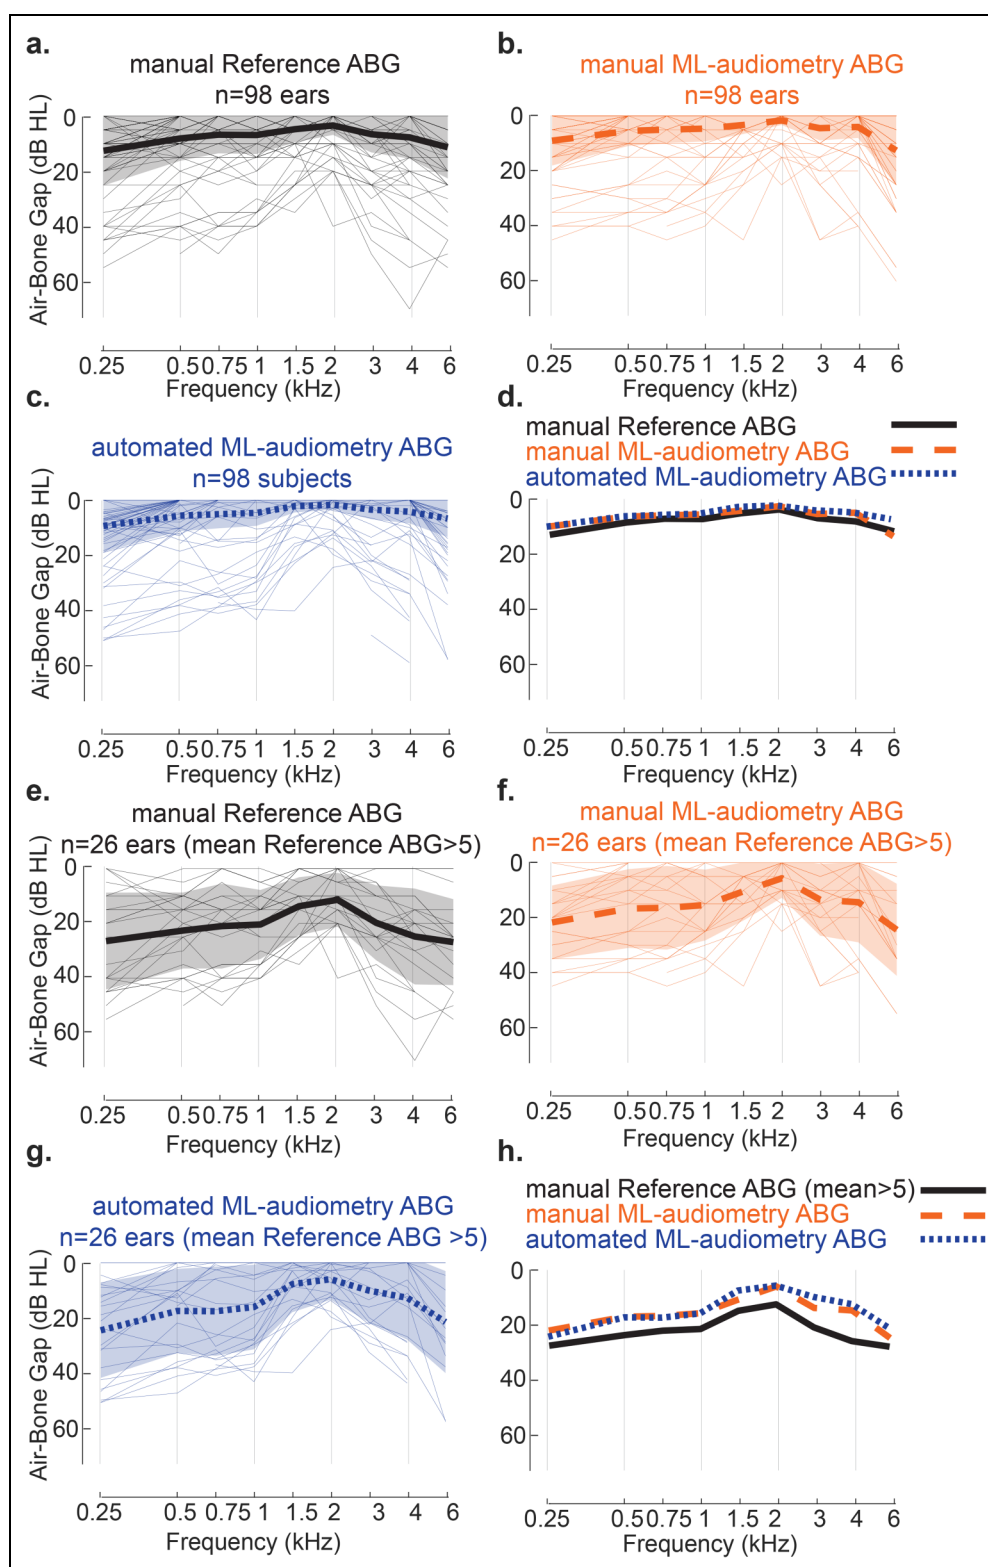 a.
manual Reference ABG
n=98 ears
Air-Bone Gap (dB HL)
0
20
40
60
0.25 0.5 0.75 1 1.5 2 3 4 6
Frequency (kHz)
b.
manual ML-audiometry ABG
n=98 ears
0
20
40
60
0.25 0.5 0.75 1 1.5 2 3 4 6
Frequency (kHz)
c.
automated ML-audiometry ABG
n=98 subjects
Air-Bone Gap (dB HL)
0
20
40
60
0.25 0.5 0.75 1 1.5 2 3 4 6
Frequency (kHz)
d.
manual Reference ABG
manual ML-audiometry ABG
automated ML-audiometry ABG
0
20
40
60
0.25 0.5 0.75 1 1.5 2 3 4 6
Frequency (kHz)
e.
manual Reference ABG
n=26 ears (mean Reference ABG>5)
Air-Bone Gap (dB HL)
0
20
40
60
0.25 0.5 0.75 1 1.5 2 3 4 6
Frequency (kHz)
f.
manual ML-audiometry ABG
n=26 ears (mean Reference ABG>5)
0
20
40
60
0.25 0.5 0.75 1 1.5 2 3 4 6
Frequency (kHz)
g.
automated ML-audiometry ABG
n=26 ears (mean Reference ABG >5)
Air-Bone Gap (dB HL)
0
20
40
60
0.25 0.5 0.75 1 1.5 2 3 4 6
Frequency (kHz)
h.
manual Reference ABG (mean>5)
manual ML-audiometry ABG
automated ML-audiometry ABG
0
20
40
60
0.25 0.5 0.75 1 1.5 2 3 4 6
Frequency (kHz)